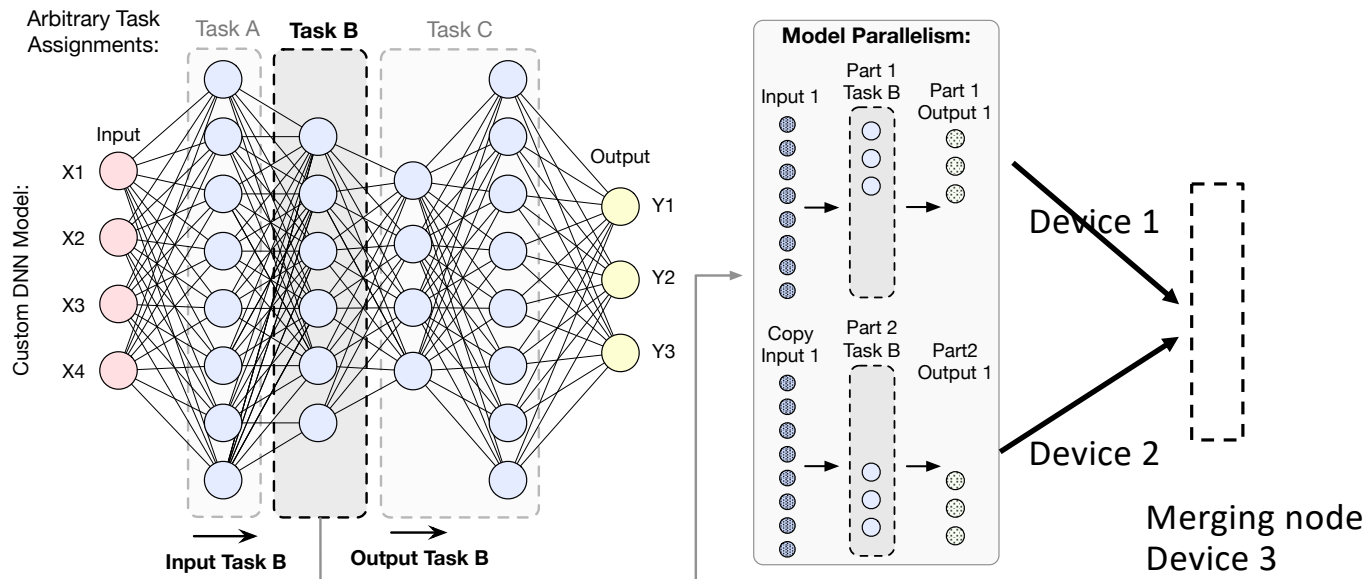 Arbitrary Task
Assignments:
Task A
Task B
Task C
Custom DNN Model:
Input
X1
X2
X3
X4
Output
Y1
Y2
Y3
Input Task B
Output Task B
Model Parallelism:
Input 1
Part 1
Task B
Part 1
Output 1
Copy
Input 1
Part 2
Task B
Part2
Output 1
Device 1
Device 2
Merging node
Device 3